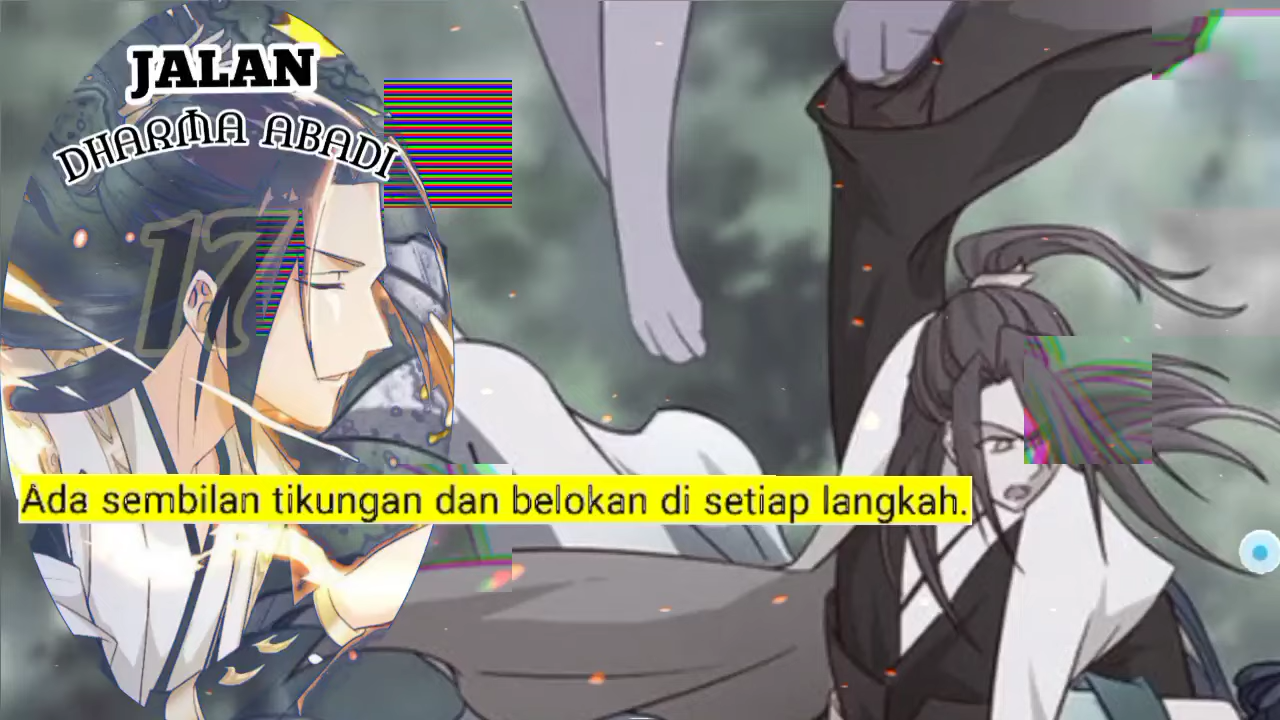 JALAN
DHARMA ABADI
17
Ada sembilan tikungan dan belokan di setiap langkah.